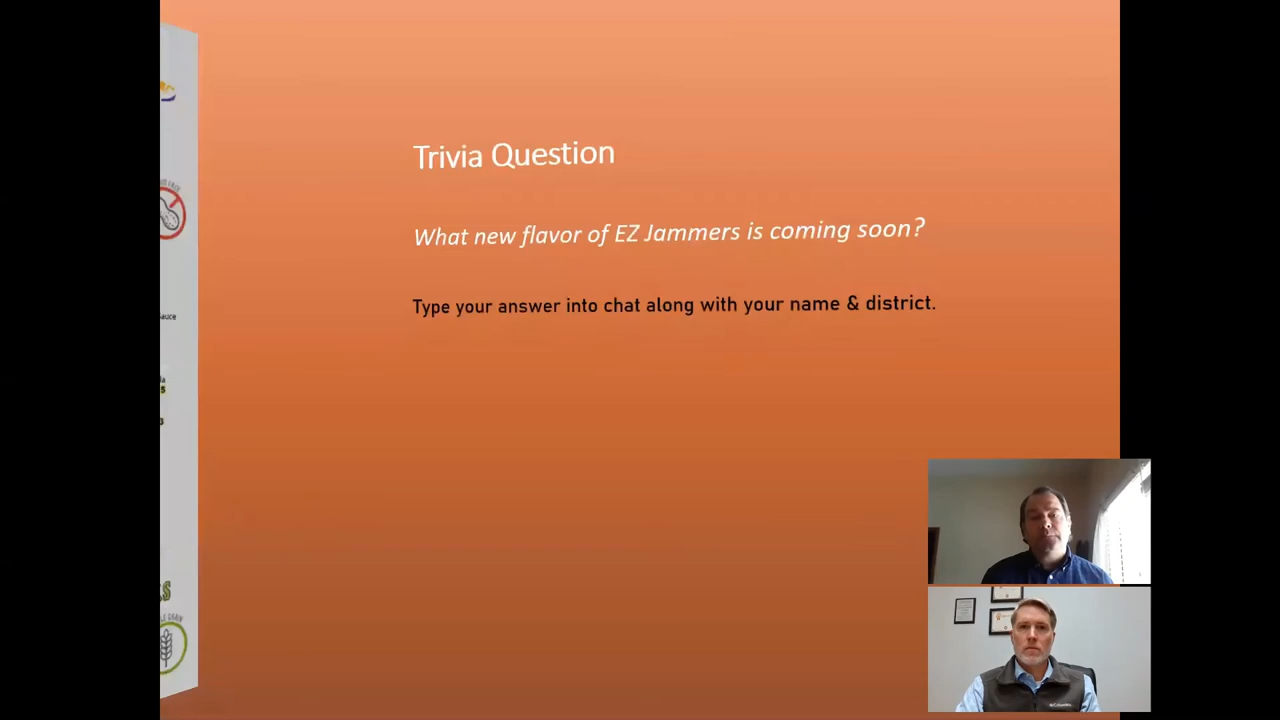 Trivia Question
What new flavor of EZ Jammers is coming soon?
Type your answer into chat along with your name & district.